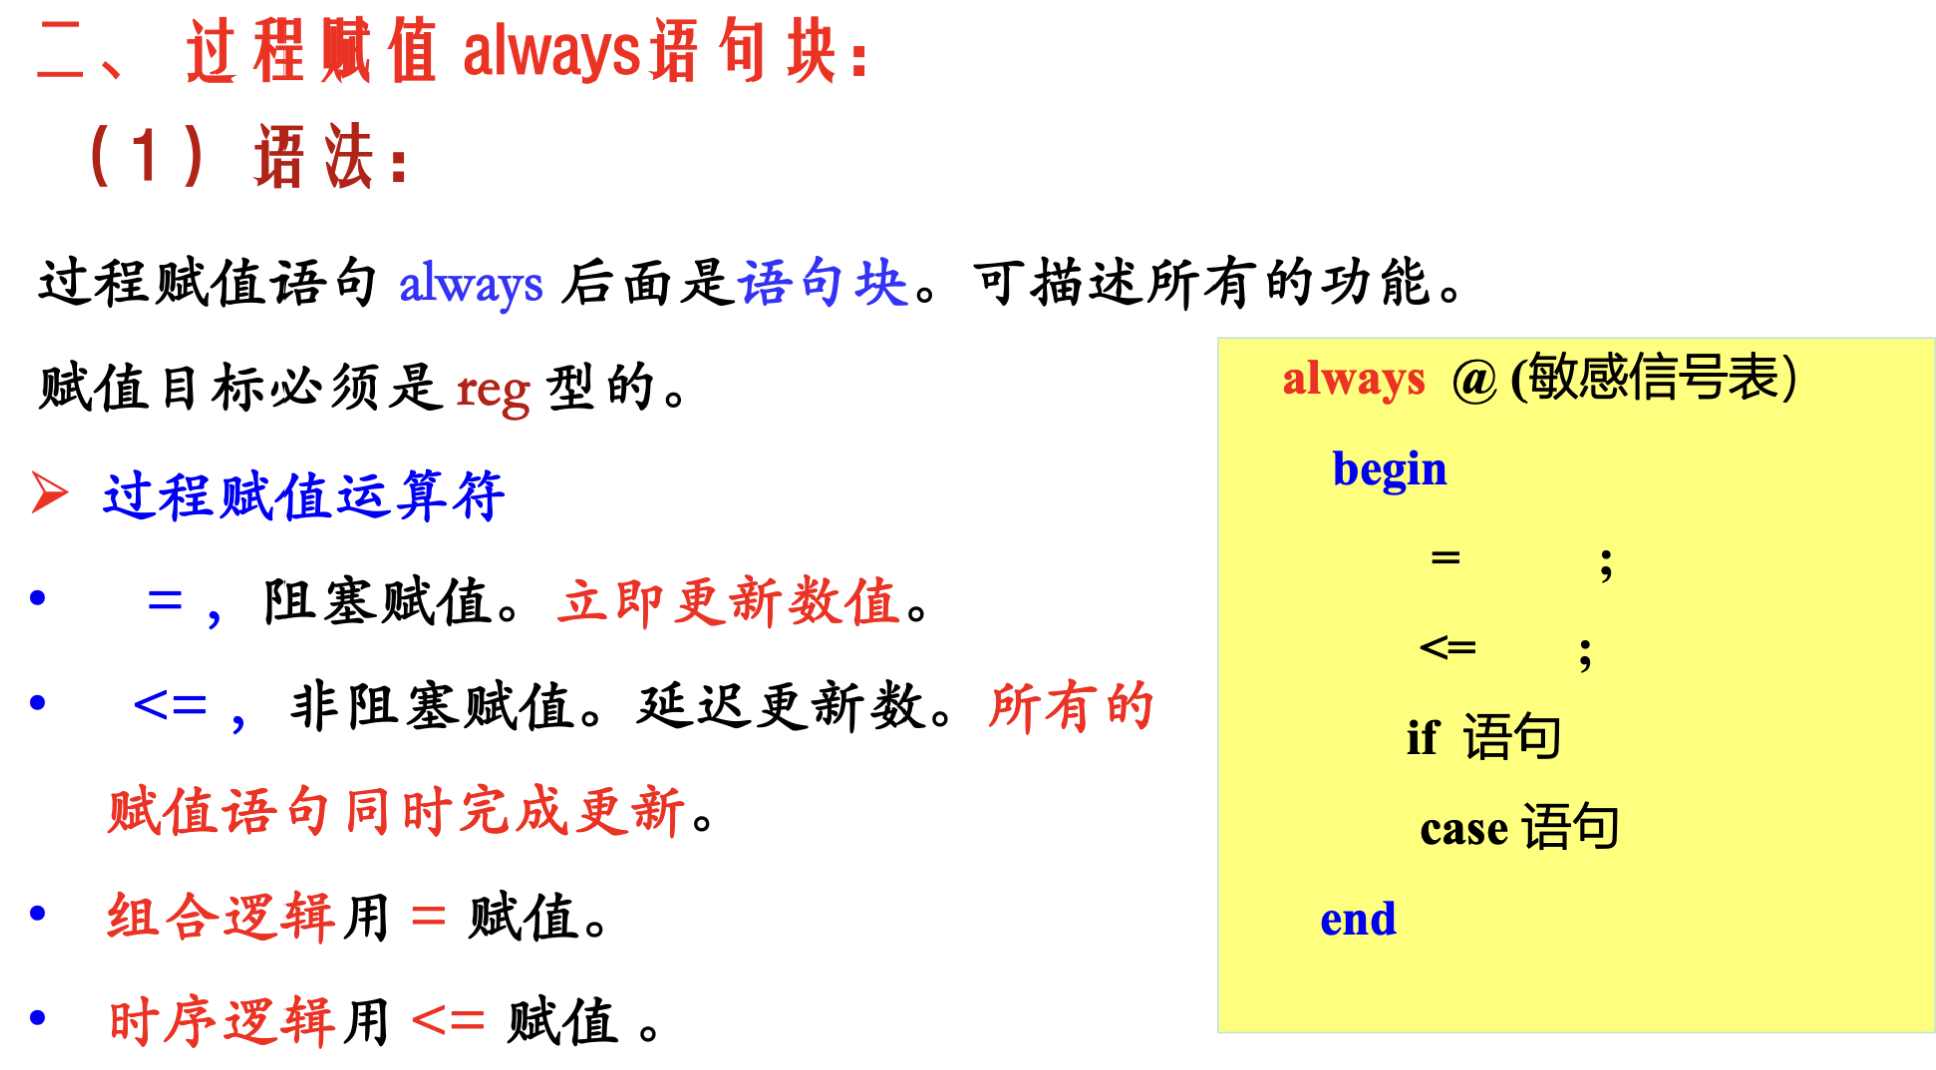 二、 过程赋值 always语句块：
（1）语法：
过程赋值语句 always 后面是语句块。可描述所有的功能。
赋值目标必须是 reg 型的。
➢ 过程赋值运算符
• = ，阻塞赋值。立即更新数值。
• <= ，非阻塞赋值。延迟更新数。所有的
赋值语句同时完成更新。
• 组合逻辑用 = 赋值。
• 时序逻辑用 <= 赋值 。
always @ (敏感信号表）
begin
= ;
<= ;
if 语句
case 语句
end